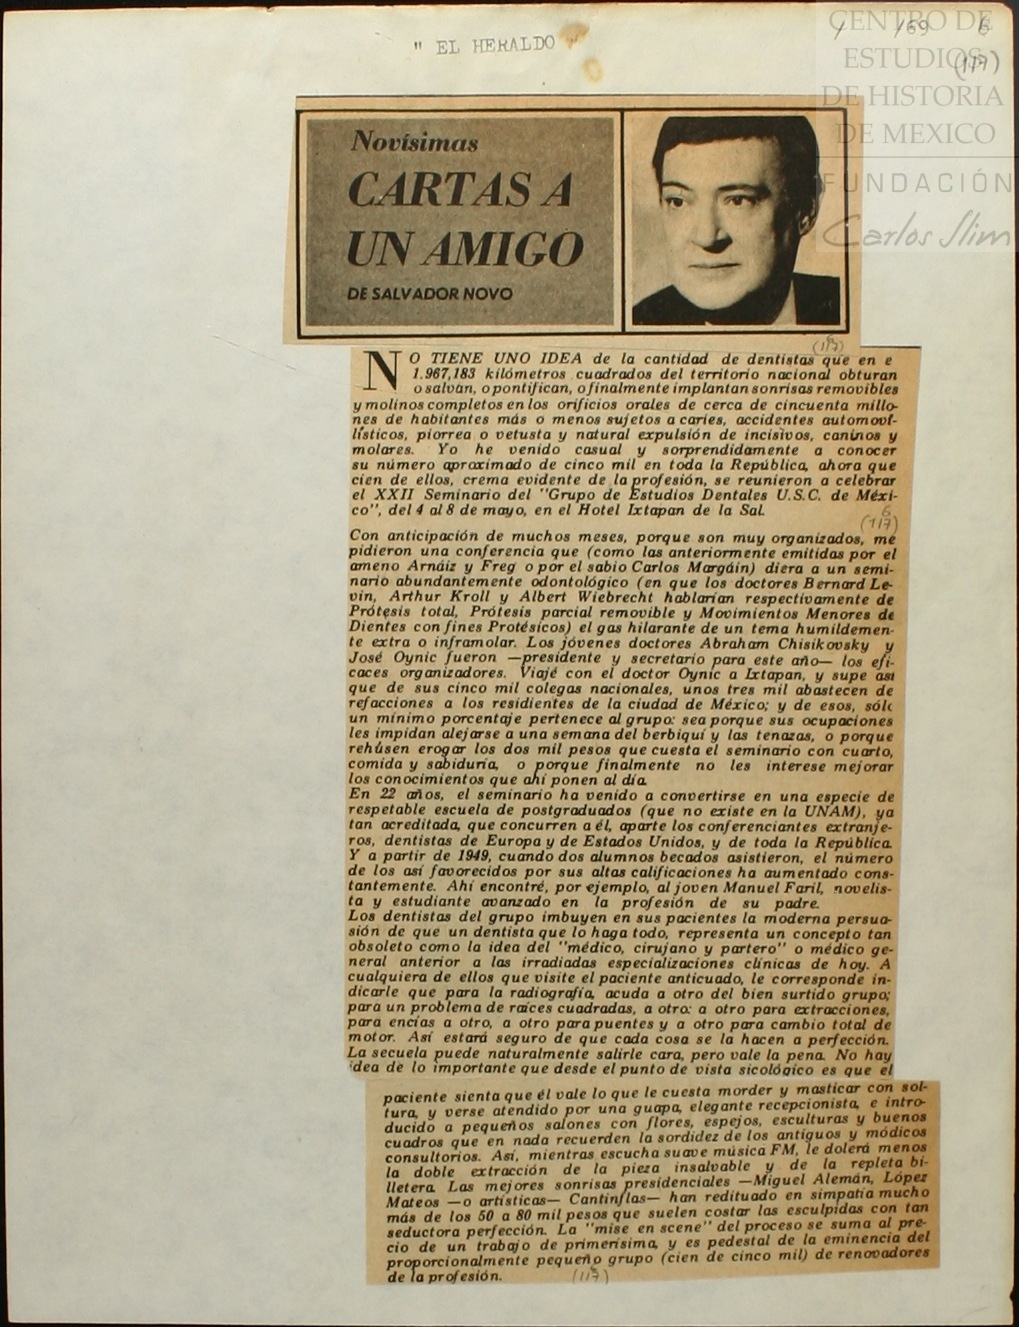 " EL HERALDO "
CENTRO DE
ESTUDIOS
DE HISTORIA
DE MEXICO
FUNDACIÓN
Carlos Slim
1 169 6
(117)
Novísimas
CARTAS A
UN AMIGO
DE SALVADOR NOVO
(117)
NO TIENE UNO IDEA de la cantidad de dentistas que en e
1.967,183 kilómetros cuadrados del territorio nacional obturan
o salvan, o pontifican, o finalmente implantan sonrisas removibles
y molinos completos en los orificios orales de cerca de cincuenta millo-
nes de habitantes más o menos sujetos a caries, accidentes automovi-
lísticos, piorrea o vetusta y natural expulsión de incisivos, caninos y
molares. Yo he venido casual y sorprendidamente a conocer
su número aproximado de cinco mil en toda la República, ahora que
cien de ellos, crema evidente de la profesión, se reunieron a celebrar
el XXII Seminario del "Grupo de Estudios Dentales U.S.C. de Méxi-
co", del 4 al 8 de mayo, en el Hotel Ixtapan de la Sal.
6
(117)
Con anticipación de muchos meses, porque son muy organizados, me
pidieron una conferencia que (como las anteriormente emitidas por el
ameno Arnáiz y Freg o por el sabio Carlos Margáin) diera a un semi-
nario abundantemente odontológico (en que los doctores Bernard Le-
vin, Arthur Kroll y Albert Wiebrecht hablarían respectivamente de
Prótesis total, Prótesis parcial removible y Movimientos Menores de
Dientes con fines Protésicos) el gas hilarante de un tema humildemen-
te extra o inframolar. Los jóvenes doctores Abraham Chisikovsky y
José Oynic fueron —presidente y secretario para este año— los efi-
caces organizadores. Viajé con el doctor Oynic a Ixtapan, y supe así
que de sus cinco mil colegas nacionales, unos tres mil abastecen de
refacciones a los residentes de la ciudad de México; y de esos, sólo
un mínimo porcentaje pertenece al grupo: sea porque sus ocupaciones
les impidan alejarse a una semana del berbiquí y las tenazas, o porque
rehúsen erogar los dos mil pesos que cuesta el seminario con cuarto,
comida y sabiduría, o porque finalmente no les interese mejorar
los conocimientos que ahí ponen al día.
En 22 años, el seminario ha venido a convertirse en una especie de
respetable escuela de postgraduados (que no existe en la UNAM), ya
tan acreditada, que concurren a él, aparte los conferenciantes extranje-
ros, dentistas de Europa y de Estados Unidos, y de toda la República.
Y a partir de 1949, cuando dos alumnos becados asistieron, el número
de los así favorecidos por sus altas calificaciones ha aumentado cons-
tantemente. Ahí encontré, por ejemplo, al joven Manuel Faril, novelis-
ta y estudiante avanzado en la profesión de su padre.
Los dentistas del grupo imbuyen en sus pacientes la moderna persua-
sión de que un dentista que lo haga todo, representa un concepto tan
obsoleto como la idea del "médico, cirujano y partero" o médico ge-
neral anterior a las irradiadas especializaciones clínicas de hoy. A
cualquiera de ellos que visite el paciente anticuado, le corresponde in-
dicarle que para la radiografía, acuda a otro del bien surtido grupo;
para un problema de raíces cuadradas, a otro: a otro para extracciones,
para encías a otro, a otro para puentes y a otro para cambio total de
motor. Así estará seguro de que cada cosa se la hacen a perfección.
La secuela puede naturalmente salirle cara, pero vale la pena. No hay
idea de lo importante que desde el punto de vista sicológico es que el
paciente sienta que él vale lo que le cuesta morder y masticar con sol-
tura, y verse atendido por una guapa, elegante recepcionista, e intro-
ducido a pequeños salones con flores, espejos, esculturas y buenos
cuadros que en nada recuerden la sordidez de los antiguos y módicos
consultorios. Así, mientras escucha suave música FM, le dolerá menos
la doble extracción de la pieza insalvable y de la repleta bi-
lletera. Las mejores sonrisas presidenciales —Miguel Alemán, López
Mateos —o artísticas— Cantinflas— han redituado en simpatía mucho
más de los 50 a 80 mil pesos que suelen costar las esculpidas con tan
seductora perfección. La "mise en scene" del proceso se suma al pre-
cio de un trabajo de primerísima, y es pedestal de la eminencia del
proporcionalmente pequeño grupo (cien de cinco mil) de renovadores
de la profesión.
6
(117)